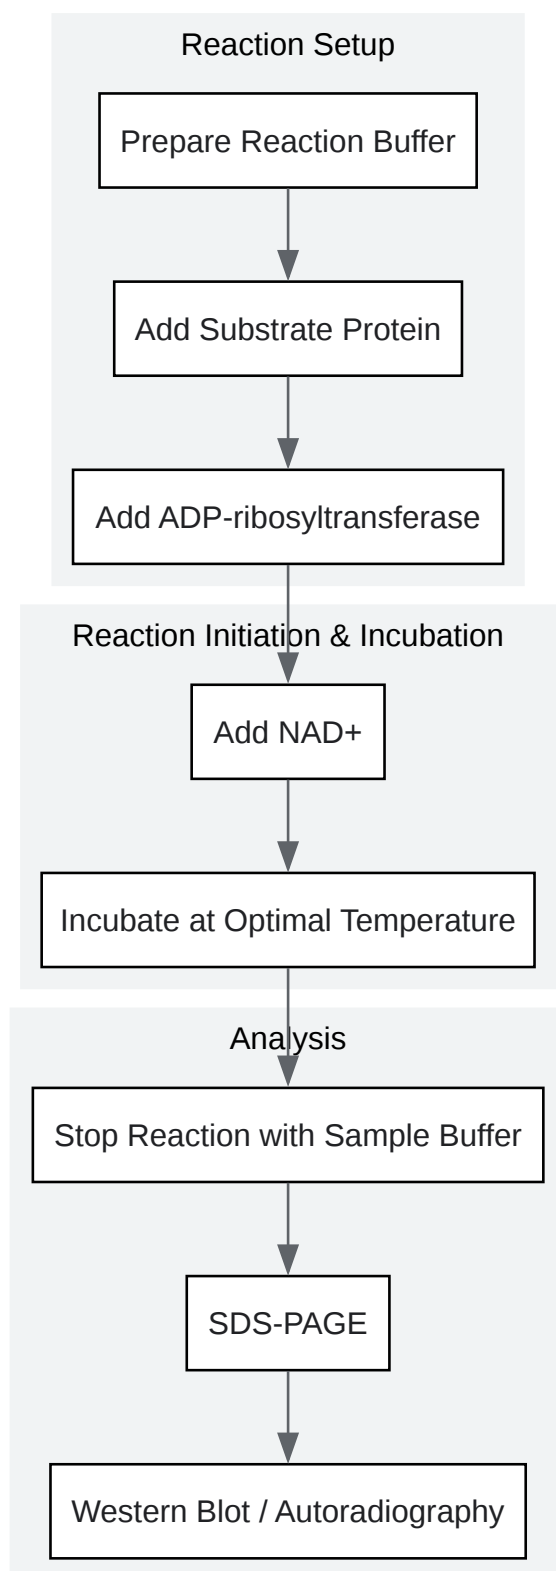 Reaction Setup
Prepare Reaction Buffer
Add Substrate Protein
Add ADP-ribosyltransferase
Reaction Initiation & Incubation
Add NAD+
Incubate at Optimal Temperature
Analysis
Stop Reaction with Sample Buffer
SDS-PAGE
Western Blot / Autoradiography